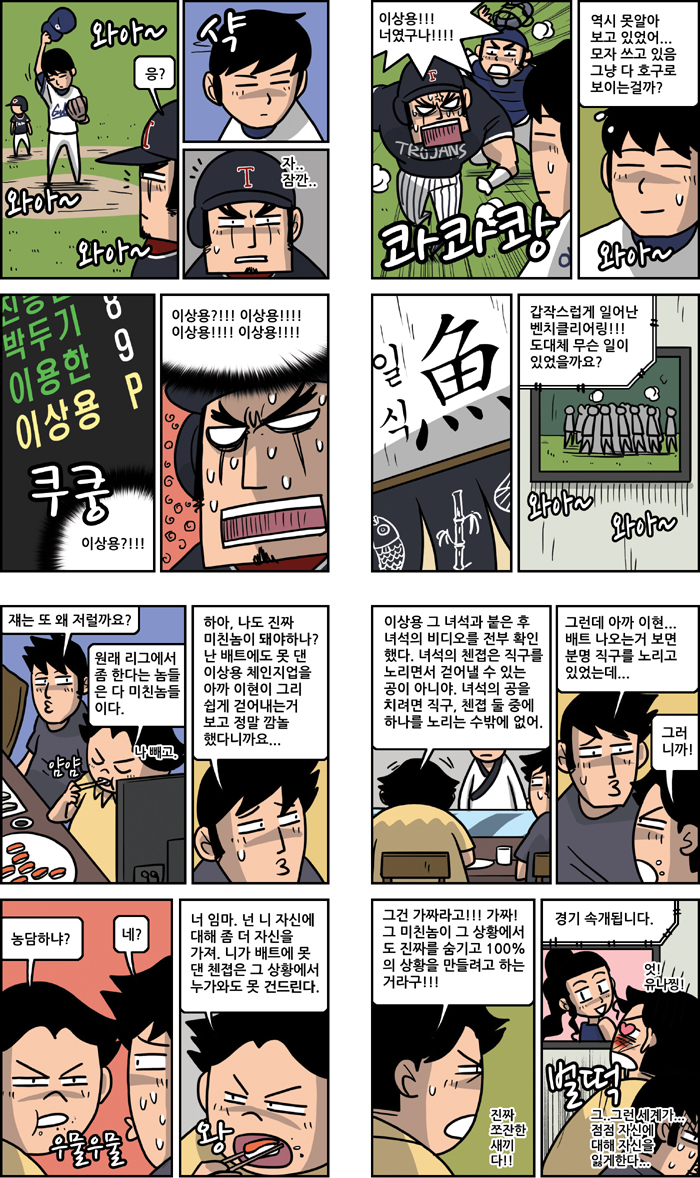 와아~
응?
와아~
와아~
샥
자..
잠깐..
T
이상용!!!
너였구나!!!!
T
TROJANS
콰콰쾅
역시 못알아
보고 있었어...
모자 쓰고 있음
그냥 다 호구로
보이는걸까?
와아~
8
박두기 9
이용한
이상용 P
쿠쿵
이상용?!!!
이상용?!!! 이상용!!!!
이상용!!!! 이상용!!!!
일식
魚
갑작스럽게 일어난
벤치클리어링!!!
도대체 무슨 일이
있었을까요?
와아~
와아~
쟤는 또 왜 저럴까요?
원래 리그에서
좀 한다는 놈들
은 다 미친놈들
이다.
나 빼고.
얌얌
하아, 나도 진짜
미친놈이 돼야하나?
난 배트에도 못 댄
이상용 체인지업을
아까 이현이 그리
쉽게 걷어내는거
보고 정말 깜놀
했다니까요...
이상용 그 녀석과 붙은 후
녀석의 비디오를 전부 확인
했다. 녀석의 첸접은 직구를
노리면서 걷어낼 수 있는
공이 아니야. 녀석의 공을
치려면 직구, 첸접 둘 중에
하나를 노리는 수밖에 없어.
그런데 아까 이현...
배트 나오는거 보면
분명 직구를 노리고
있었는데...
그러
니까!
농담하냐?
네?
우물우물
너 임마. 넌 니 자신에
대해 좀 더 자신을
가져. 니가 배트에 못
댄 첸접은 그 상황에서
누가와도 못 건드린다.
왕
그건 가짜라고!!! 가짜!
그 미친놈이 그 상황에서
도 진짜를 숨기고 100%
의 상황을 만들려고 하는
거라구!!!
진짜
쪼잔한
새끼
다!!
경기 속개됩니다.
엇!
유나찡!
벌떡
그..그런 세계가...
점점 자신에
대해 자신을
잃게한다...